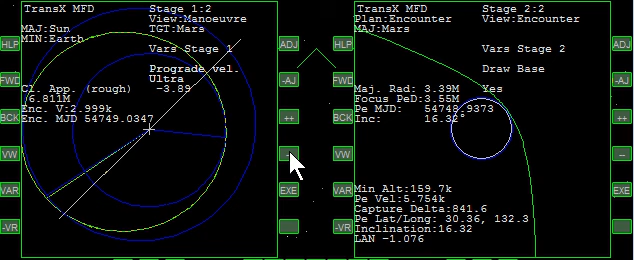 TransX MFD Stage 1:2
View:Manoeuvre
MAJ:Sun TGT:Mars
MIN:Earth
Vars Stage 1
Prograde vel.
Ultra
Cl. App. (rough) -3.89
6.811M
Enc. V:2.999k
Enc. MJD 54749.0347
HLP
FWD
BCK
VW
VAR
-VR
ADJ
-AJ
++
EXE
TransX MFD Stage 2:2
Plan:Encounter View:Encounter
MAJ:Mars
Vars Stage 2
Draw Base
Maj. Rad: 3.39M Yes
Focus PeD:3.55M
Pe MJD: 54748.9373
Inc: 16.32°
Min Alt:159.7k
Pe Vel:5.754k
Capture Delta:841.6
Pe Lat/Long: 30.36, 132.3
Inclination:16.32
LAN -1.076
HLP
FWD
BCK
VW
VAR
-VR
ADJ
-AJ
++
--
EXE